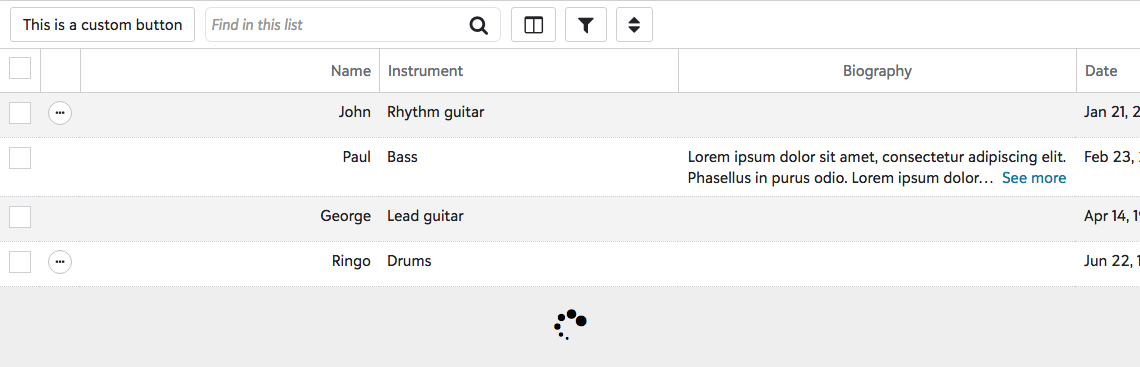 This is a custom button Find in this list
Name Instrument Biography Date
John Rhythm guitar Jan 21, 2
Paul Bass Lorem ipsum dolor sit amet, consectetur adipiscing elit. Feb 23,
Phasellus in purus odio. Lorem ipsum dolor… See more
George Lead guitar Apr 14, 19
Ringo Drums Jun 22, 1